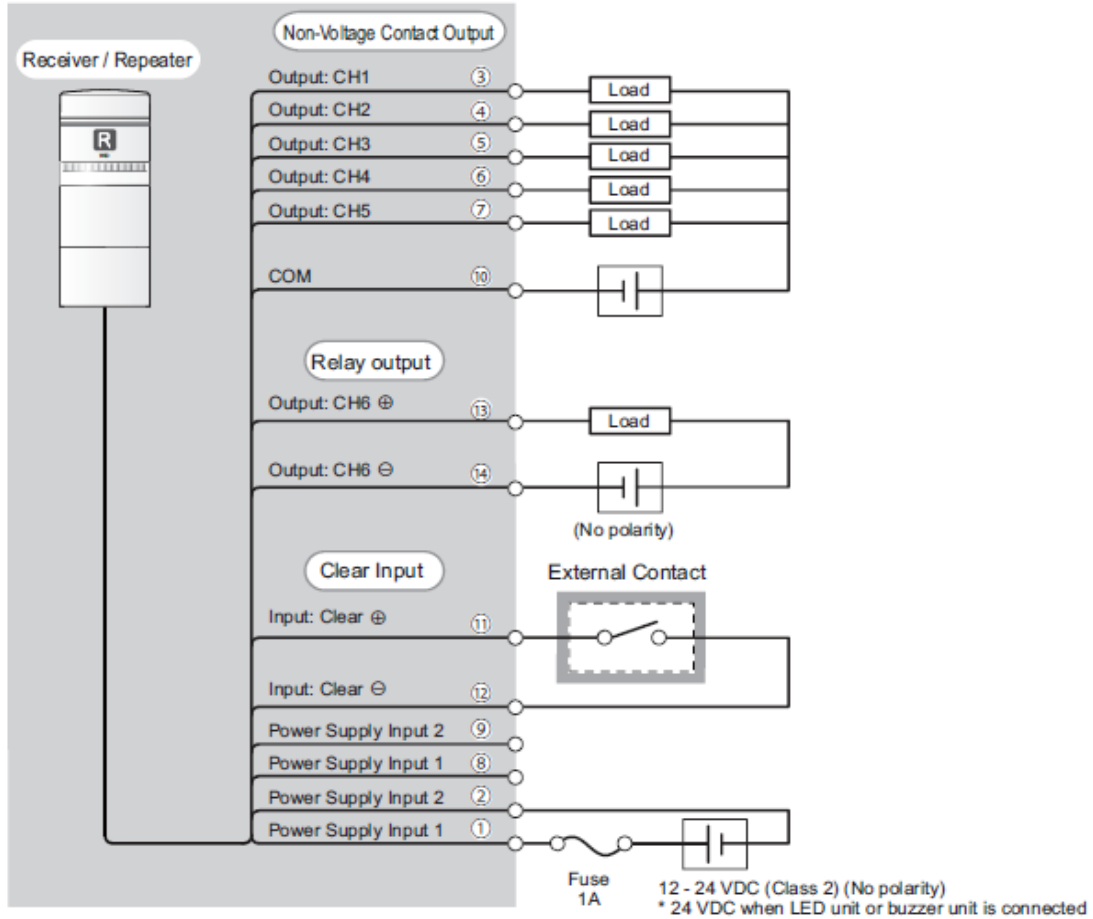 Non-Voltage Contact Output
Receiver / Repeater
Output: CH1 ③
Load
Output: CH2 ④
Load
Output: CH3 ⑤
Load
Output: CH4 ⑥
Load
Output: CH5 ⑦
Load
COM ⑩
Relay output
Output: CH6 ⊕ ⑬
Load
Output: CH6 ⊖ ⑭
(No polarity)
Clear Input
External Contact
Input: Clear ⊕ ⑪
Input: Clear ⊖ ⑫
Power Supply Input 2 ⑨
Power Supply Input 1 ⑧
Power Supply Input 2 ②
Power Supply Input 1 ①
R
Fuse
1A
12 - 24 VDC (Class 2) (No polarity)
* 24 VDC when LED unit or buzzer unit is connected